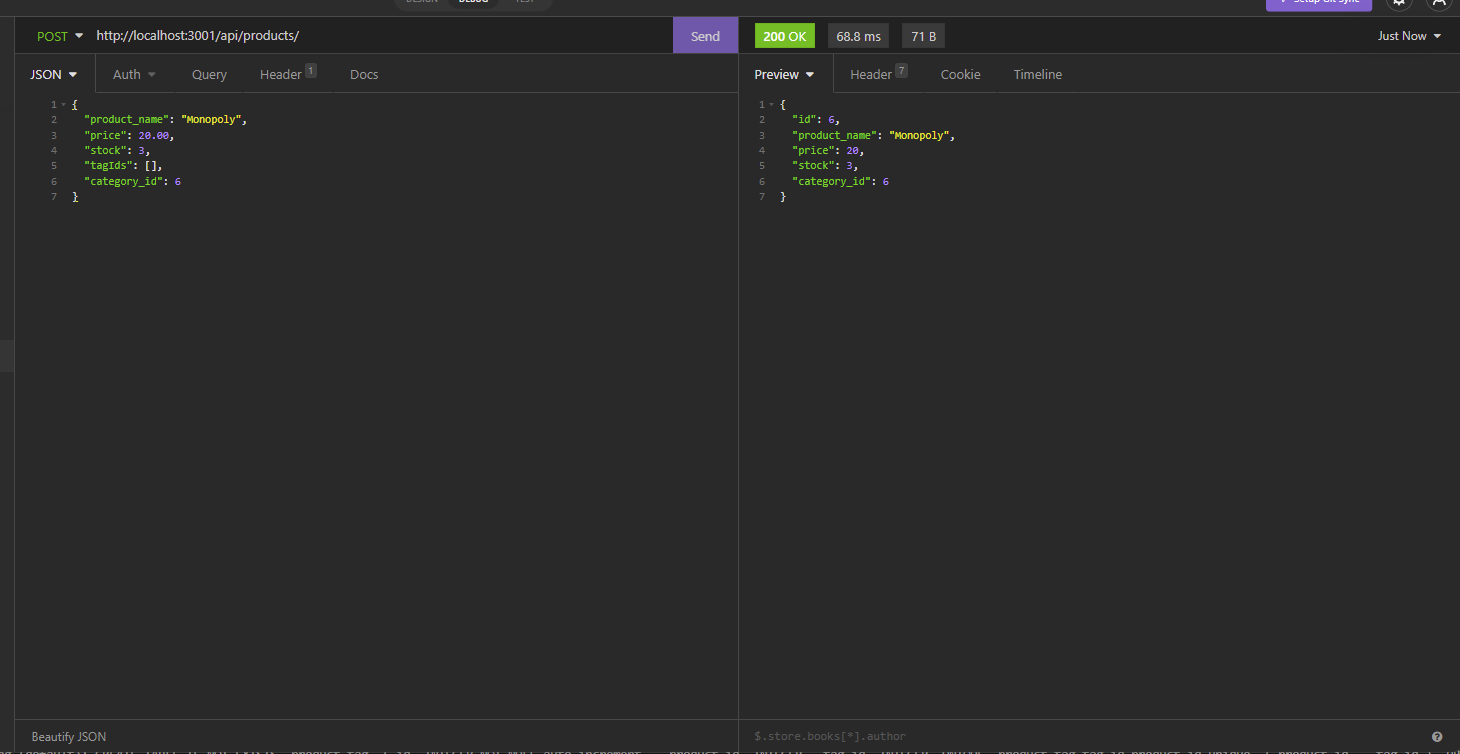 DESIGN DEBUG TEST
Setup Git Sync
POST http://localhost:3001/api/products/ Send
200 OK 68.8 ms 71 B Just Now
JSON Auth Query Header 1 Docs
Preview Header 7 Cookie Timeline
1 {
2 "product_name": "Monopoly",
3 "price": 20.00,
4 "stock": 3,
5 "tagIds": [],
6 "category_id": 6
7 }
1 {
2 "id": 6,
3 "product_name": "Monopoly",
4 "price": 20,
5 "stock": 3,
6 "category_id": 6
7 }
Beautify JSON
$.store.books[*].author